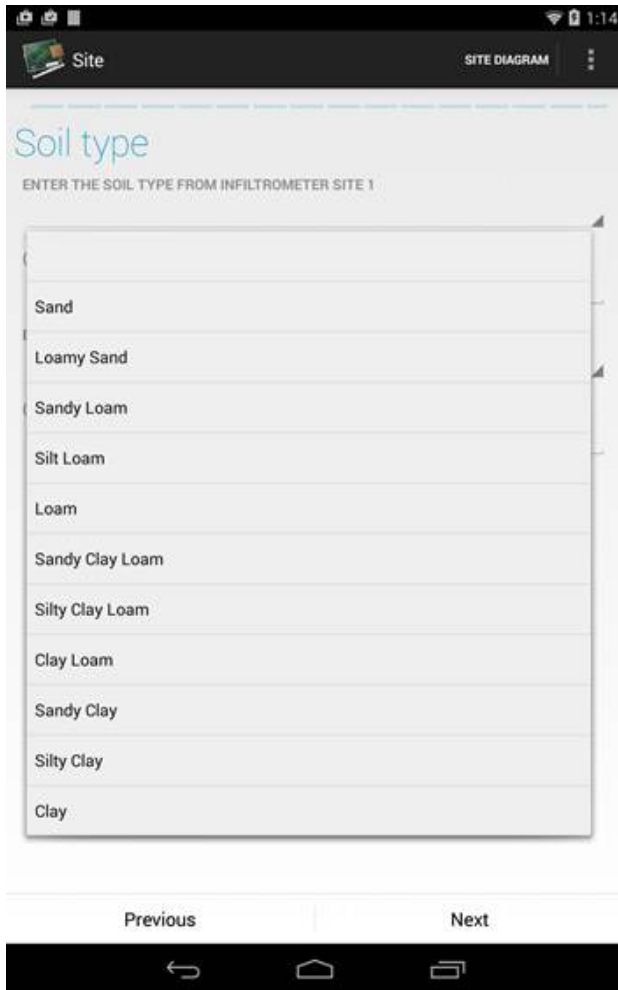 1:14
Site
SITE DIAGRAM
Soil type
ENTER THE SOIL TYPE FROM INFILTROMETER SITE 1
Sand
Loamy Sand
Sandy Loam
Silt Loam
Loam
Sandy Clay Loam
Silty Clay Loam
Clay Loam
Sandy Clay
Silty Clay
Clay
Previous
Next